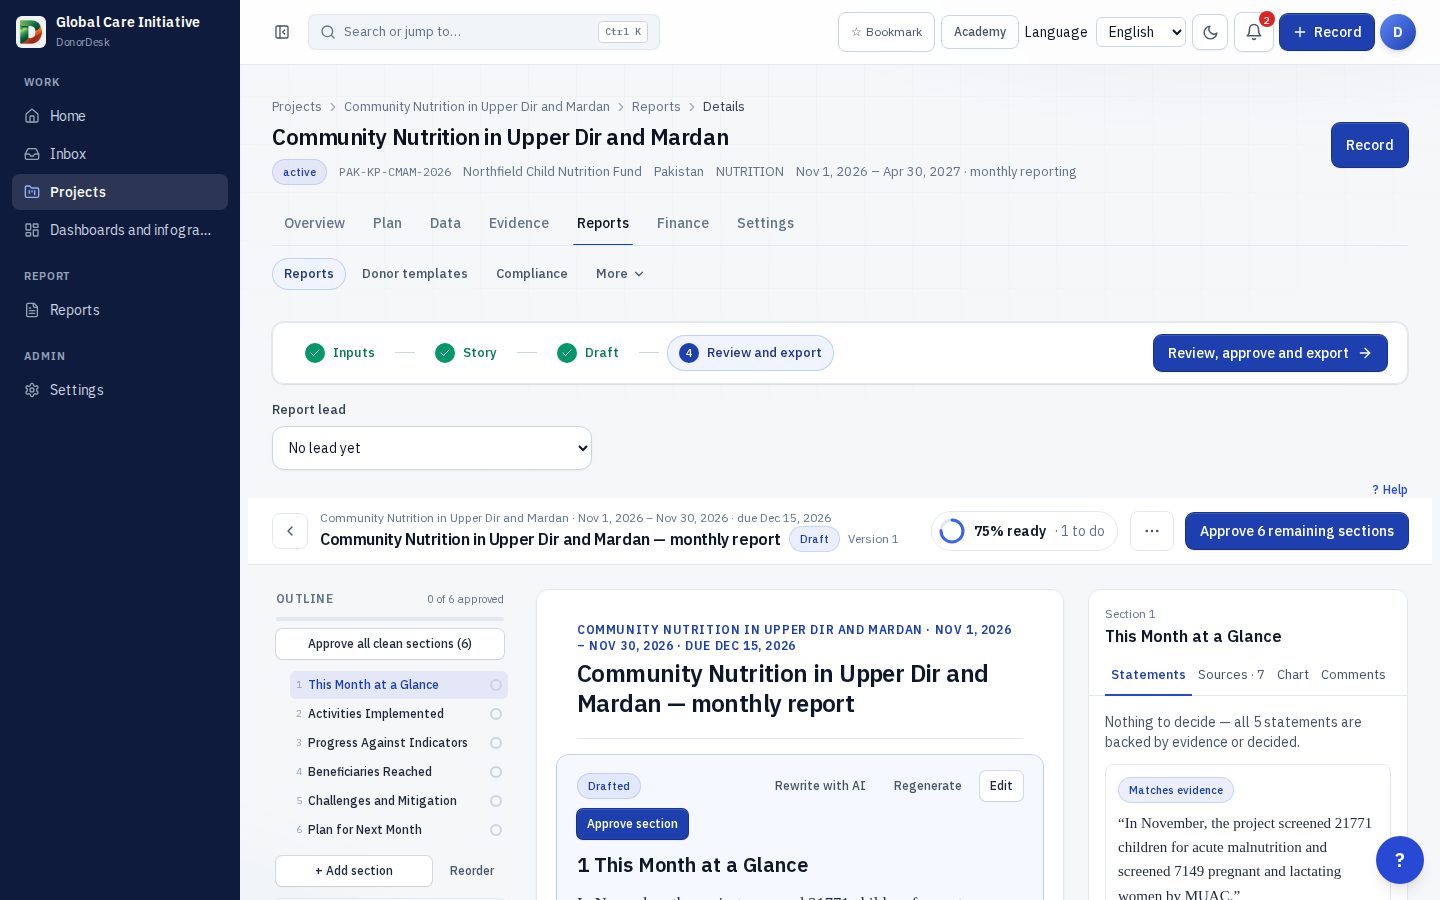 Global Care Initiative
DonorDesk
WORK
Home
Inbox
Projects
Dashboards and infogra...
REPORT
Reports
ADMIN
Settings
Search or jump to...
Ctrl K
☆ Bookmark
Academy
Language
English
2
+ Record
D
Projects > Community Nutrition in Upper Dir and Mardan > Reports > Details
Community Nutrition in Upper Dir and Mardan
Record
active PAK-KP-CMAM-2026 Northfield Child Nutrition Fund Pakistan NUTRITION Nov 1, 2026 – Apr 30, 2027 · monthly reporting
Overview Plan Data Evidence Reports Finance Settings
Reports Donor templates Compliance More
Inputs Story Draft 4 Review and export
Review, approve and export →
Report lead
No lead yet
? Help
Community Nutrition in Upper Dir and Mardan · Nov 1, 2026 – Nov 30, 2026 · due Dec 15, 2026
Community Nutrition in Upper Dir and Mardan — monthly report Draft Version 1
75% ready · 1 to do
···
Approve 6 remaining sections
OUTLINE 0 of 6 approved
Approve all clean sections (6)
1 This Month at a Glance
2 Activities Implemented
3 Progress Against Indicators
4 Beneficiaries Reached
5 Challenges and Mitigation
6 Plan for Next Month
+ Add section Reorder
COMMUNITY NUTRITION IN UPPER DIR AND MARDAN · NOV 1, 2026
– NOV 30, 2026 · DUE DEC 15, 2026
Community Nutrition in Upper Dir and
Mardan — monthly report
Drafted Rewrite with AI Regenerate Edit
Approve section
1 This Month at a Glance
Section 1
This Month at a Glance
Statements Sources · 7 Chart Comments
Nothing to decide — all 5 statements are
backed by evidence or decided.
Matches evidence
“In November, the project screened 21771
children for acute malnutrition and
screened 7149 pregnant and lactating
women by MUAC.”
?